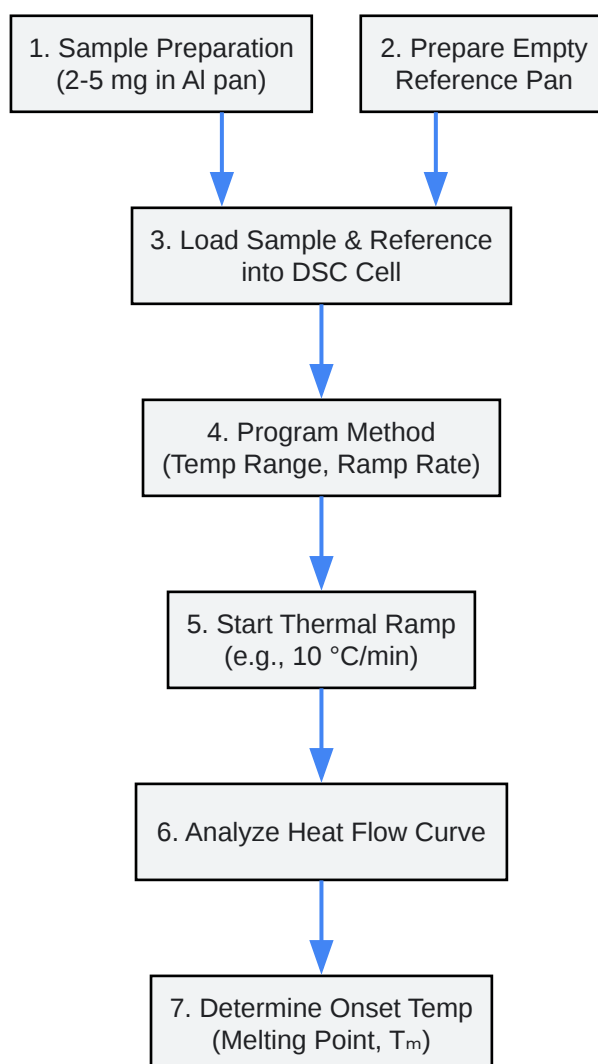 1. Sample Preparation
(2-5 mg in Al pan)
2. Prepare Empty
Reference Pan
3. Load Sample & Reference
into DSC Cell
4. Program Method
(Temp Range, Ramp Rate)
5. Start Thermal Ramp
(e.g., 10 °C/min)
6. Analyze Heat Flow Curve
7. Determine Onset Temp
(Melting Point, Tₘ)